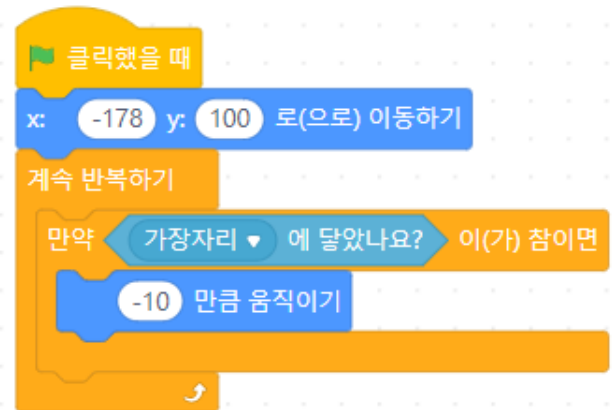 클릭했을 때
x: -178 y: 100 로(으로) 이동하기
계속 반복하기
만약 가장자리 에 닿았나요? 이(가) 참이면
-10 만큼 움직이기